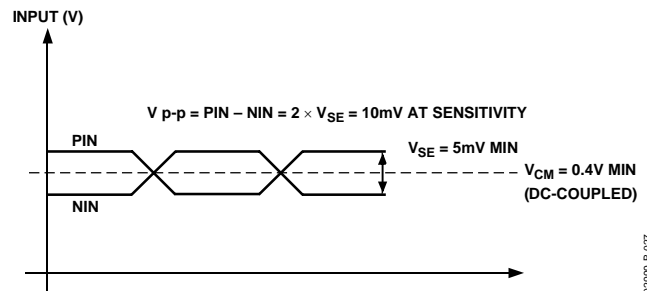 INPUT (V)
V p-p = PIN – NIN = 2 × VSE = 10mV AT SENSITIVITY
PIN
VSE = 5mV MIN
VCM = 0.4V MIN
(DC-COUPLED)
NIN